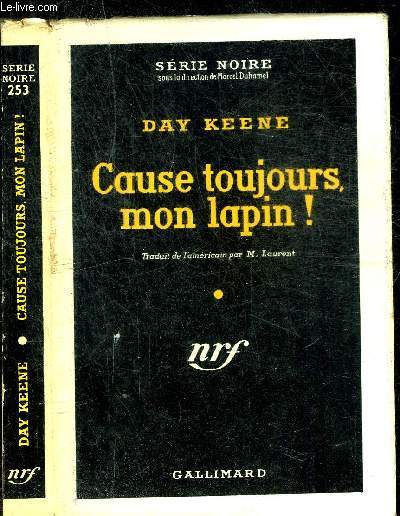 Le-livre.com
SÉRIE
NOIRE
253
CAUSE TOUJOURS, MON LAPIN !
DAY KEENE
nrf
SÉRIE NOIRE
sous la direction de Marcel Duhamel
DAY KEENE
Cause toujours,
mon lapin !
Traduit de l'américain par M. Laurent
nrf
GALLIMARD